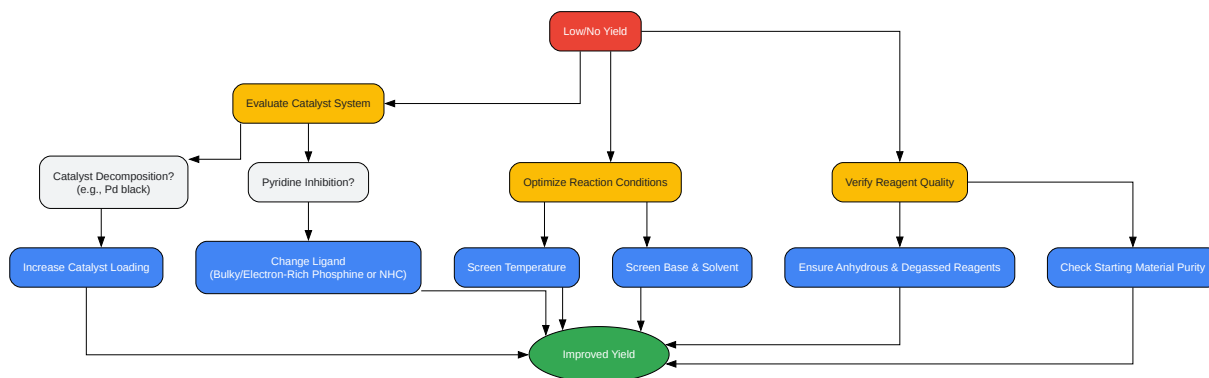 Low/No Yield
Evaluate Catalyst System
Catalyst Decomposition?
(e.g., Pd black)
Pyridine Inhibition?
Optimize Reaction Conditions
Verify Reagent Quality
Increase Catalyst Loading
Change Ligand
(Bulky/Electron-Rich Phosphine or NHC)
Screen Temperature
Screen Base & Solvent
Ensure Anhydrous & Degassed Reagents
Check Starting Material Purity
Improved Yield